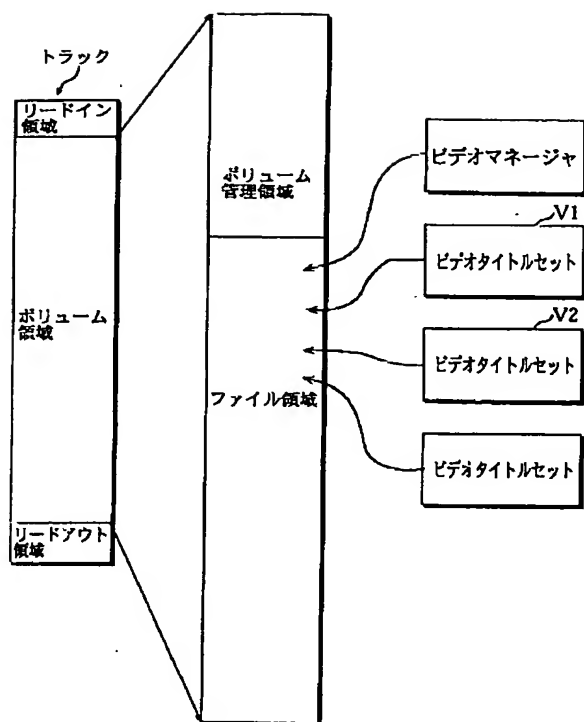 トラック
リードイン
領域
ボリューム
領域
リードアウト
領域
ボリューム
管理領域
ファイル領域
ビデオマネージャ
V1
ビデオタイトルセット
V2
ビデオタイトルセット
ビデオタイトルセット